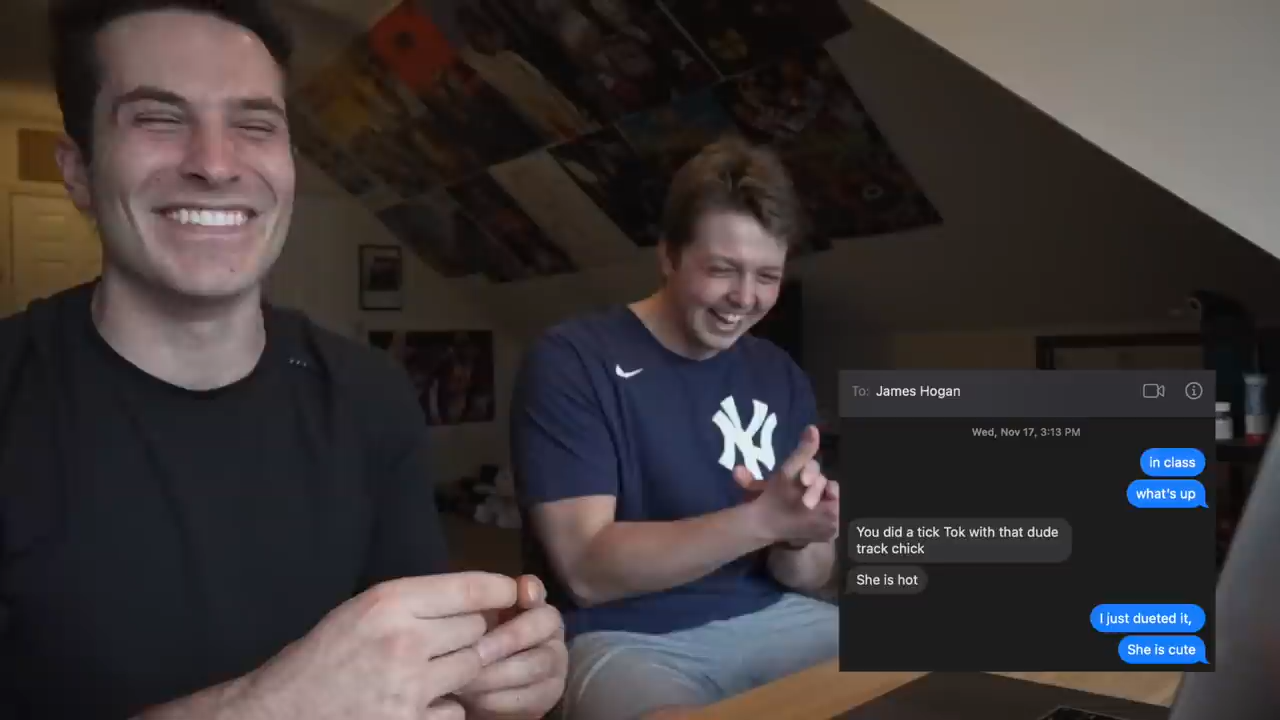 NY
To: James Hogan
Wed, Nov 17, 3:13 PM
in class
what's up
You did a tick Tok with that dude
track chick
She is hot
I just dueted it,
She is cute